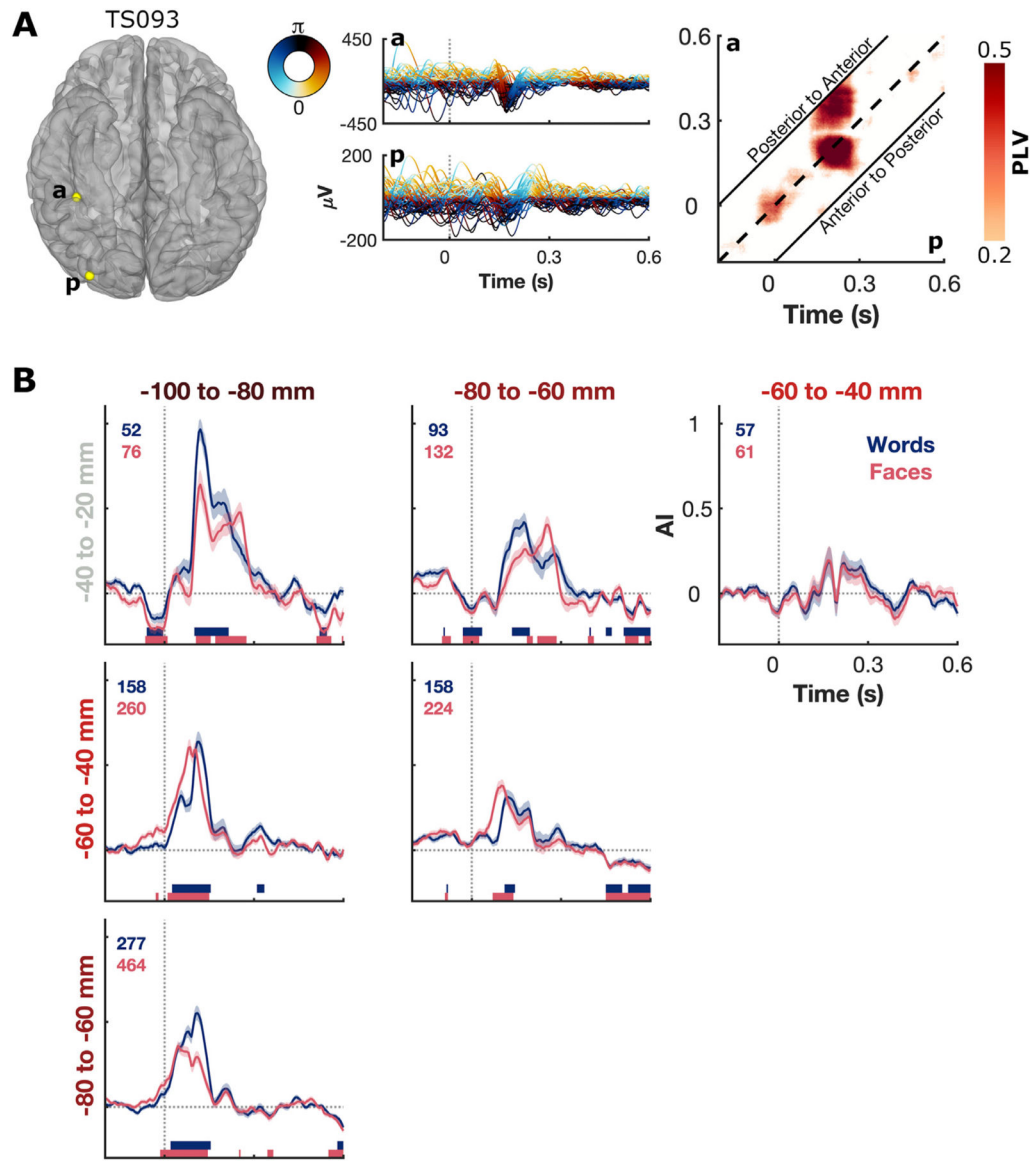 A
TS093
a
p
π
0
450
a
-450
200
p
μV
-200
0
0.3
0.6
Time (s)
0.6
a
0.3
0
Posterior to Anterior
Anterior to Posterior
p
0
0.3
0.6
Time (s)
0.5
PLV
0.2
B
-100 to -80 mm
-80 to -60 mm
-60 to -40 mm
-40 to -20 mm
52
76
93
132
57
61
Words
Faces
1
0.5
0
AI
0
0.3
0.6
Time (s)
-60 to -40 mm
158
260
158
224
-80 to -60 mm
277
464